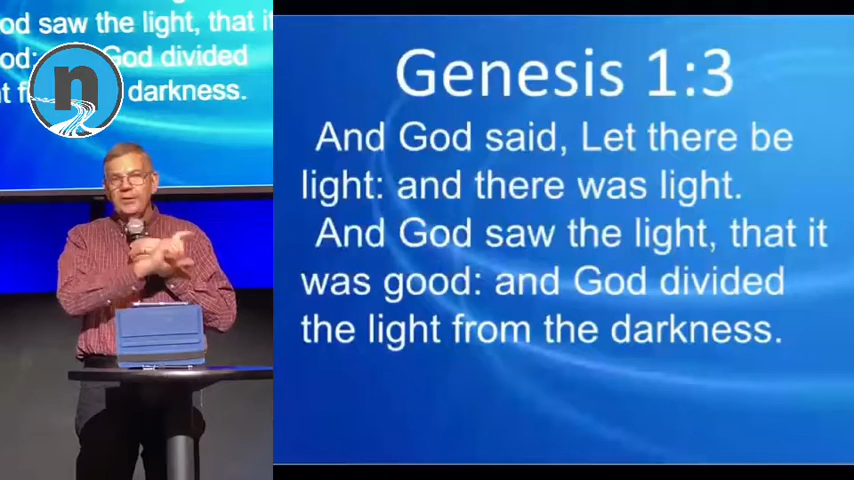 od saw the light, that it
od: God divided
t f darkness.
n
Genesis 1:3
And God said, Let there be
light: and there was light.
And God saw the light, that it
was good: and God divided
the light from the darkness.